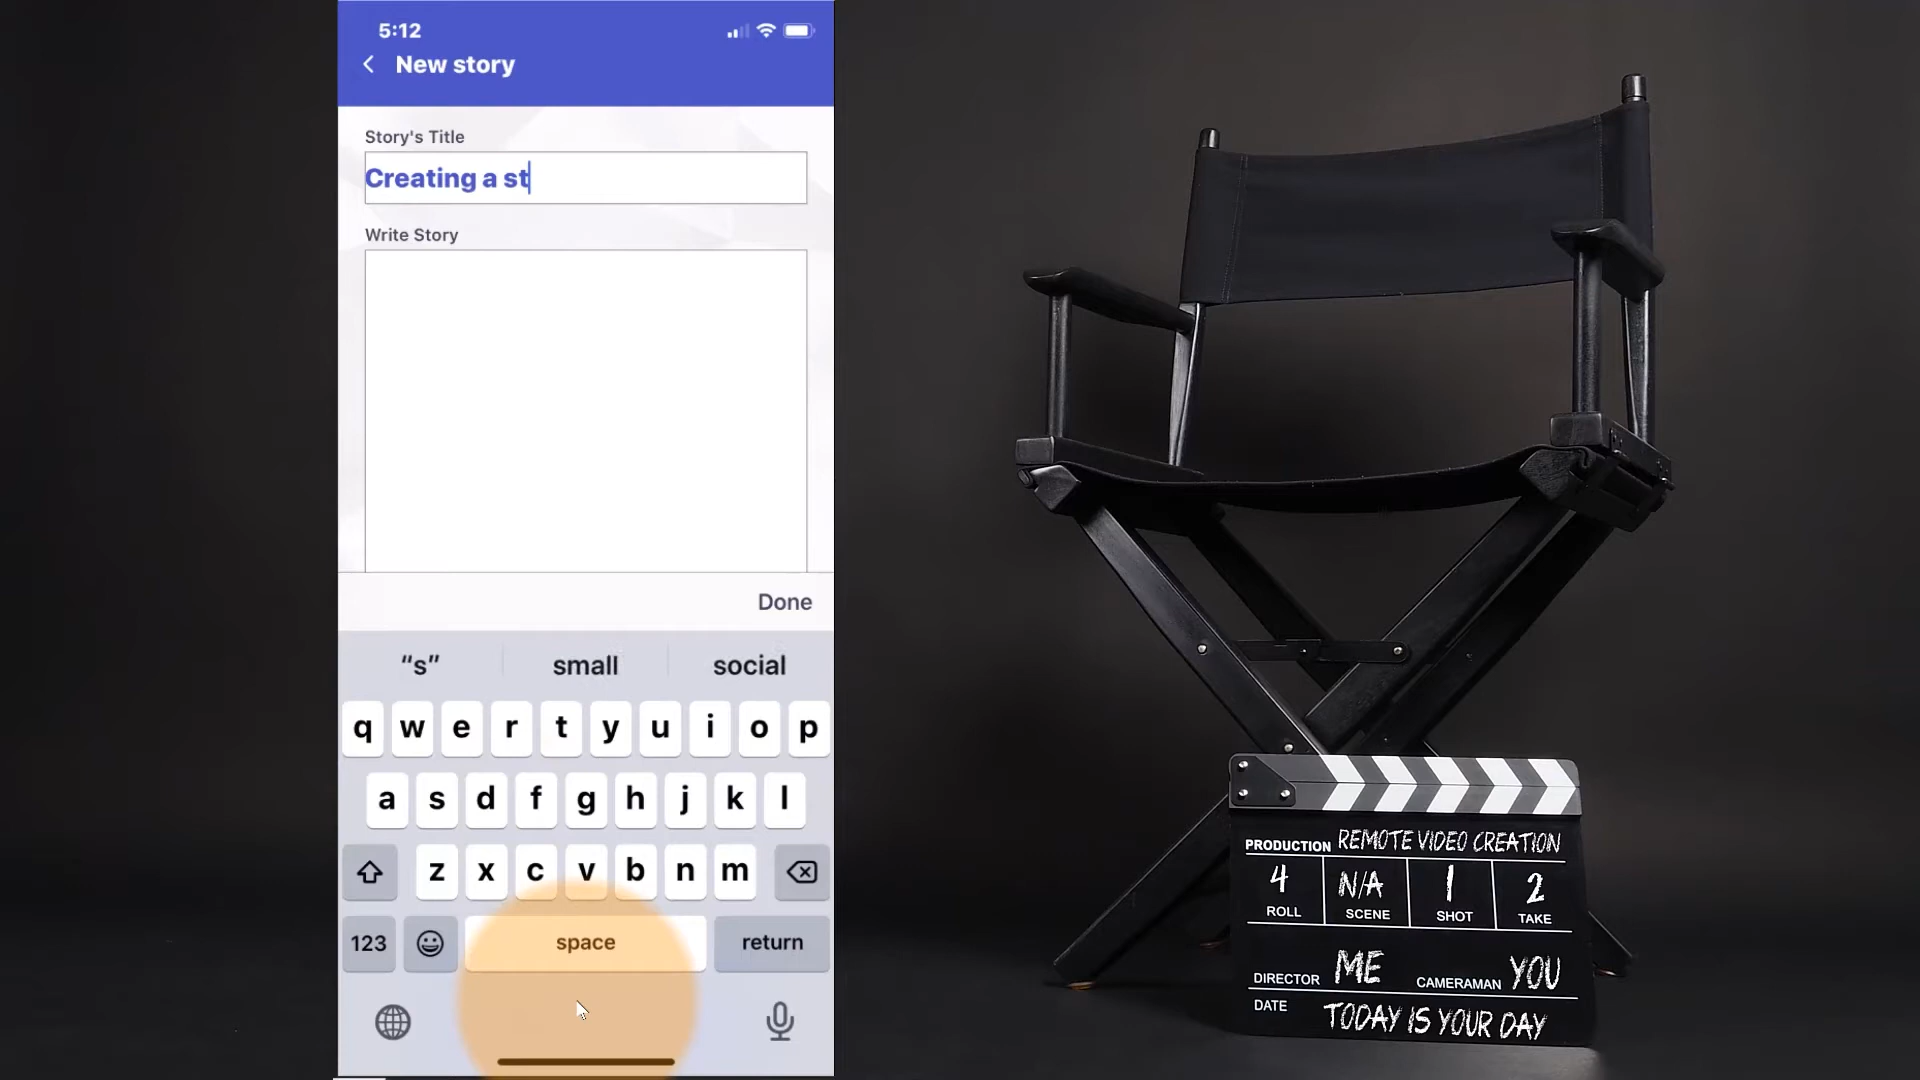 5:12
New story
Story's Title
Creating a st
Write Story
Done
“s” small social
q w e r t y u i o p
a s d f g h j k l
z x c v b n m
123 space return
PRODUCTION REMOTE VIDEO CREATION
4 N/A 1 2
ROLL SCENE SHOT TAKE
DIRECTOR ME CAMERAMAN YOU
DATE TODAY IS YOUR DAY